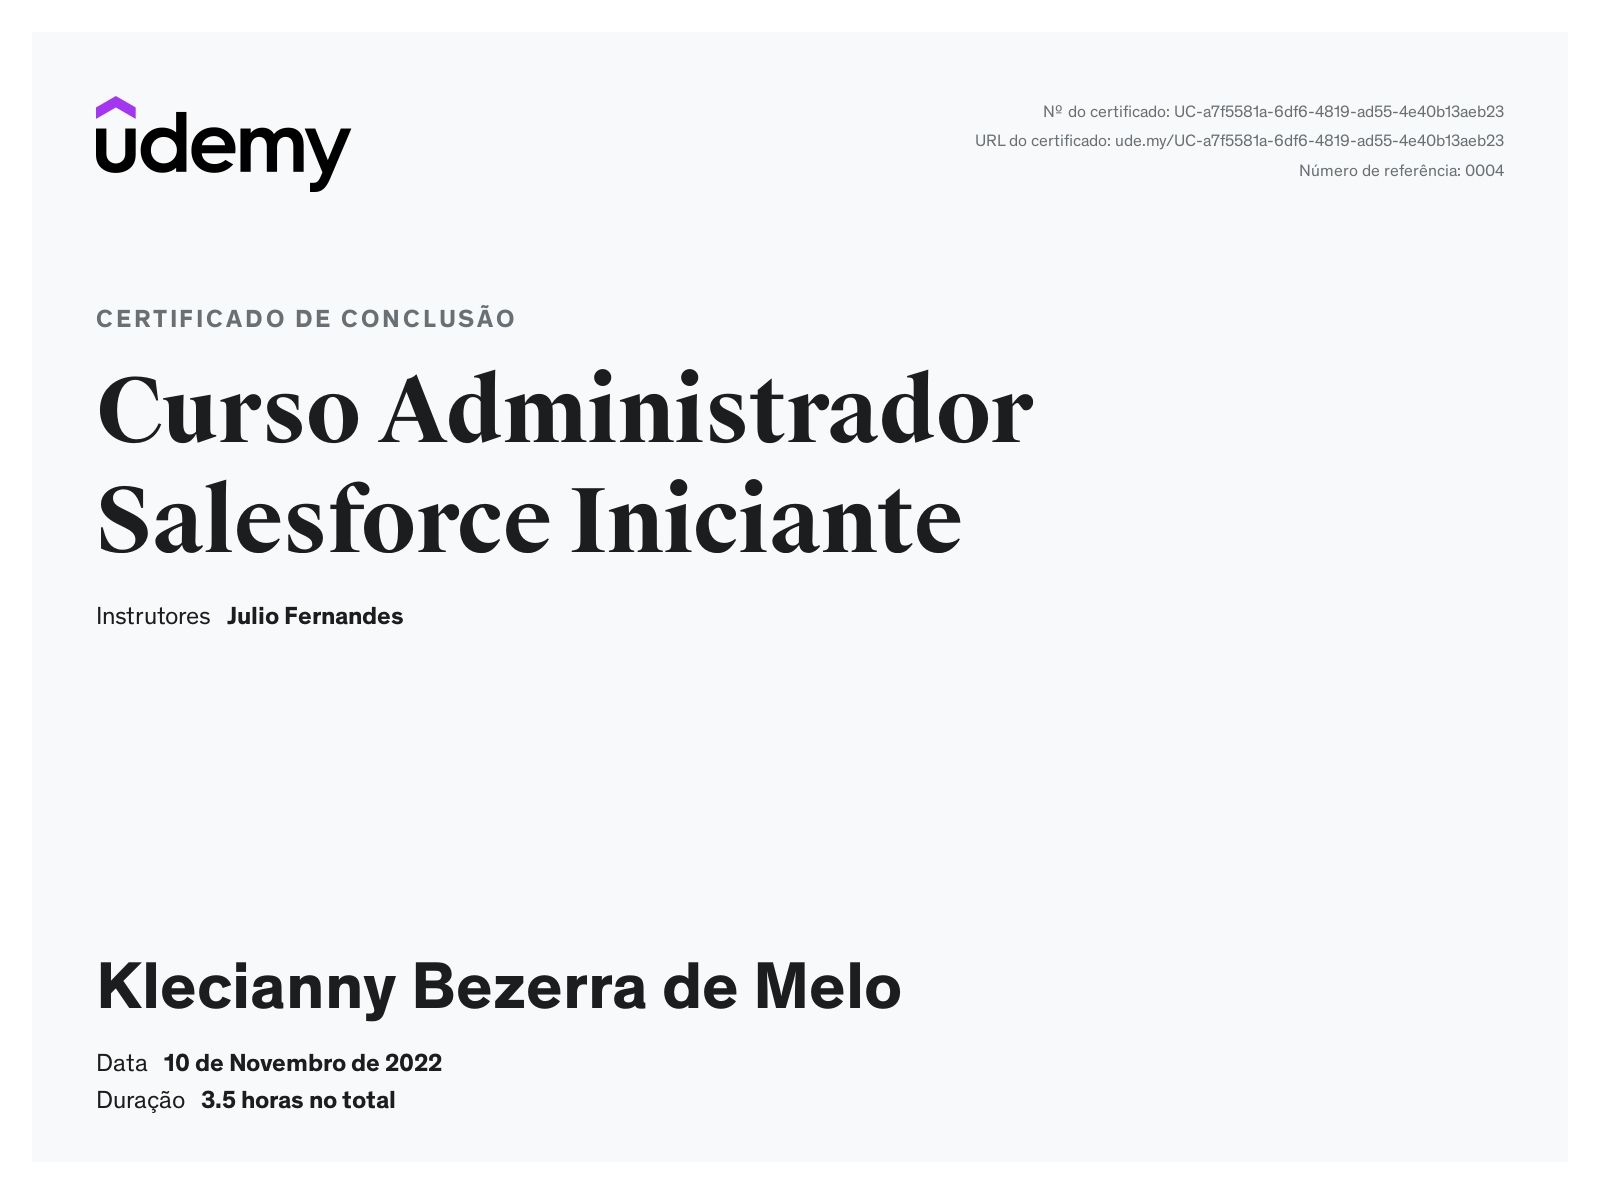 udemy
Nº do certificado: UC-a7f5581a-6df6-4819-ad55-4e40b13aeb23
URL do certificado: ude.my/UC-a7f5581a-6df6-4819-ad55-4e40b13aeb23
Número de referência: 0004
CERTIFICADO DE CONCLUSÃO
Curso Administrador
Salesforce Iniciante
Instrutores Julio Fernandes
Klecianny Bezerra de Melo
Data 10 de Novembro de 2022
Duração 3.5 horas no total